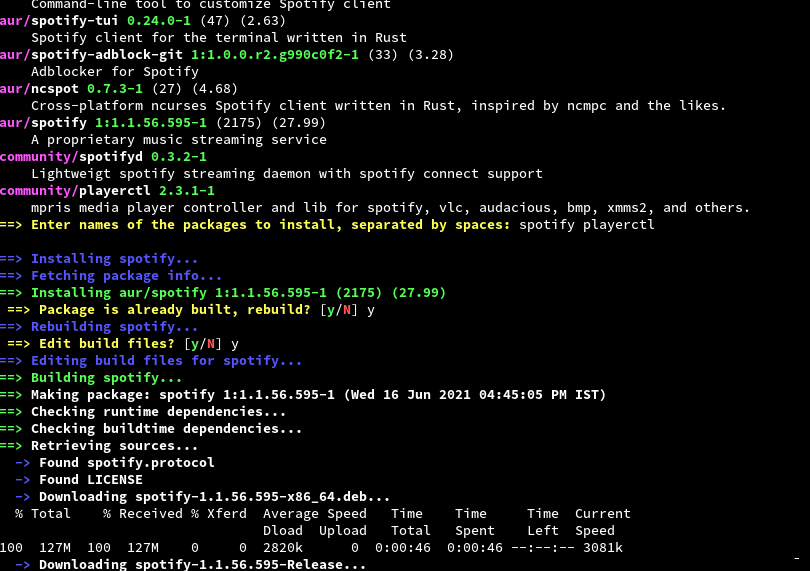 Command-line tool to customize Spotify client
aur/spotify-tui 0.24.0-1 (47) (2.63)
Spotify client for the terminal written in Rust
aur/spotify-adblock-git 1:1.0.0.r2.g990c0f2-1 (33) (3.28)
Adblocker for Spotify
aur/ncspot 0.7.3-1 (27) (4.68)
Cross-platform ncurses Spotify client written in Rust, inspired by ncmpc and the likes.
aur/spotify 1:1.1.56.595-1 (2175) (27.99)
A proprietary music streaming service
community/spotifyd 0.3.2-1
Lightweigt spotify streaming daemon with spotify connect support
community/playerctl 2.3.1-1
mpris media player controller and lib for spotify, vlc, audacious, bmp, xmms2, and others.
==> Enter names of the packages to install, separated by spaces: spotify playerctl
==> Installing spotify...
==> Fetching package info...
==> Installing aur/spotify 1:1.1.56.595-1 (2175) (27.99)
==> Package is already built, rebuild? [y/N] y
==> Rebuilding spotify...
==> Edit build files? [y/N] y
==> Editing build files for spotify...
==> Building spotify...
==> Making package: spotify 1:1.1.56.595-1 (Wed 16 Jun 2021 04:45:05 PM IST)
==> Checking runtime dependencies...
==> Checking buildtime dependencies...
==> Retrieving sources...
-> Found spotify.protocol
-> Found LICENSE
-> Downloading spotify-1.1.56.595-x86_64.deb...
% Total % Received % Xferd Average Speed Time Time Time Current
Dload Upload Total Spent Left Speed
100 127M 100 127M 0 0 2820k 0 0:00:46 0:00:46 --:--:-- 3081k
-> Downloading spotify-1.1.56.595-Release...